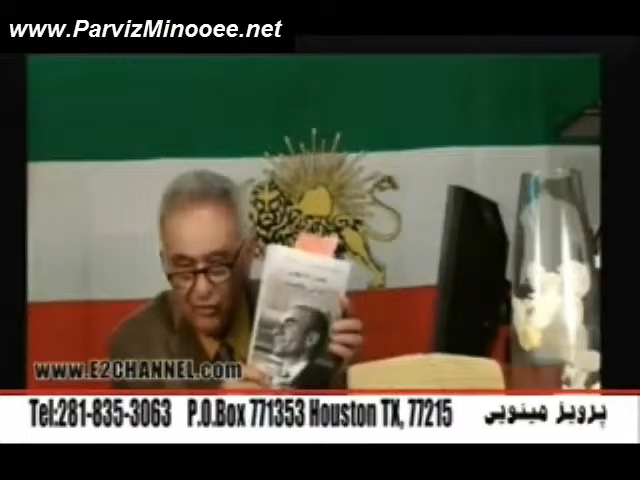 www.ParvizMinooee.net
www.E2CHANNEL.com
Tel:281-835-3063 P.O.Box 771353 Houston TX, 77215 پرویز مینویی